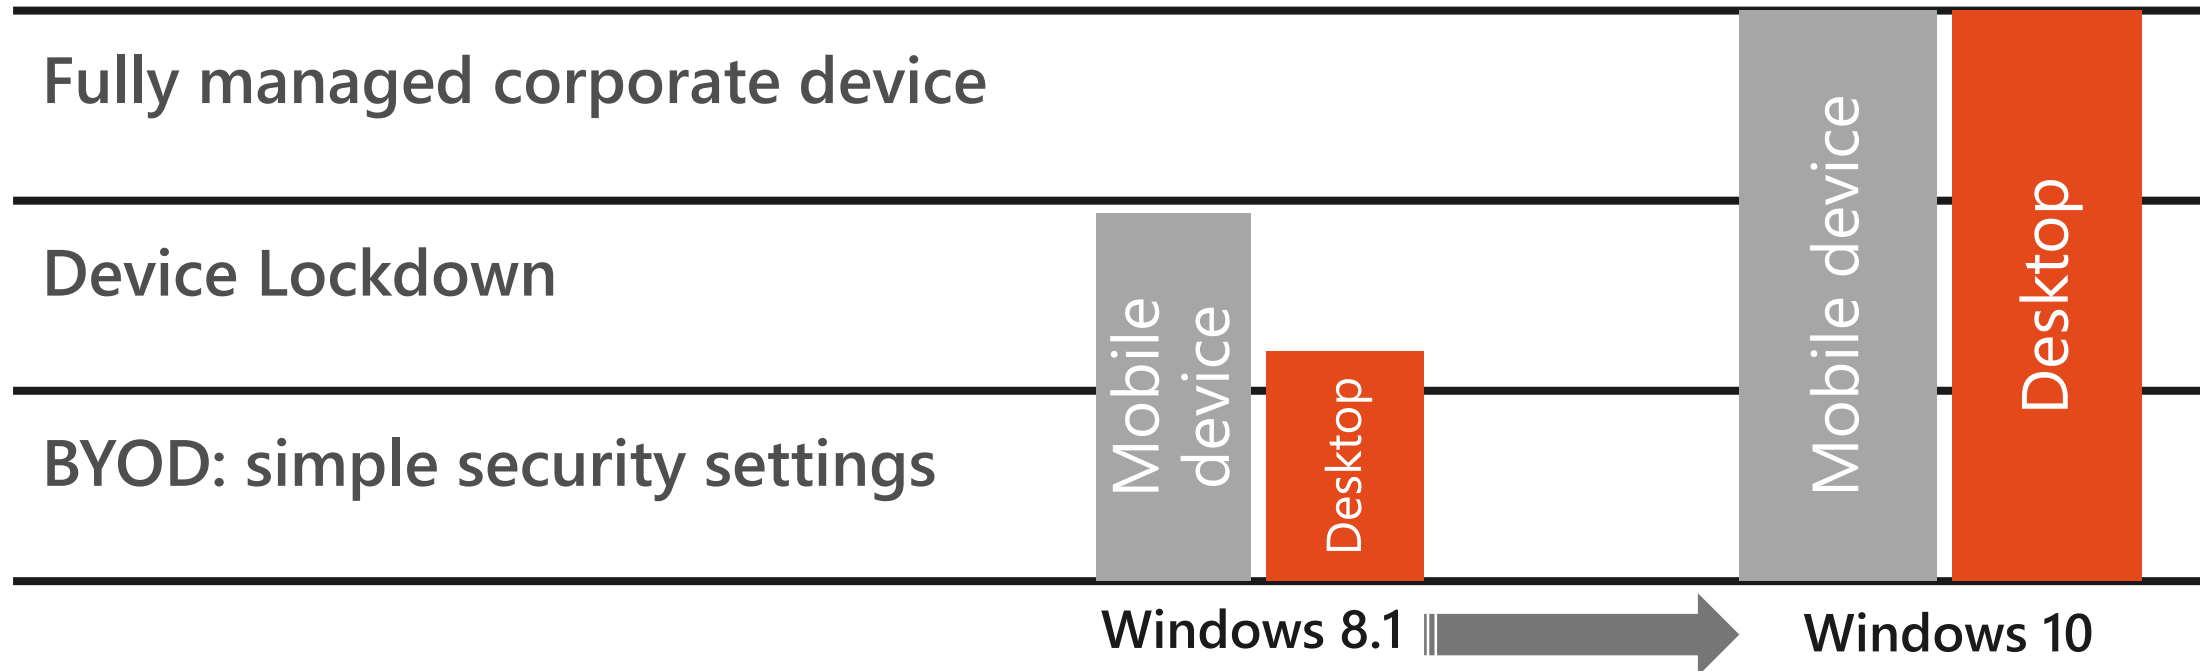 Fully managed corporate device
Device Lockdown
BYOD: simple security settings
Mobile
device
Desktop
Mobile device
Desktop
Windows 8.1
Windows 10